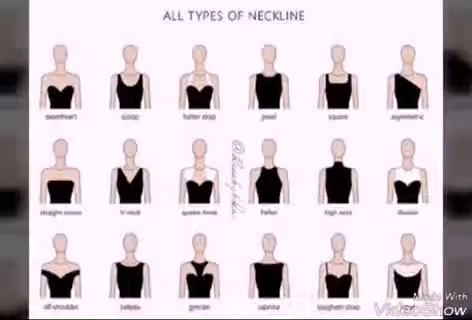 ALL TYPES OF NECKLINE
sweetheart
scoop
halter strap
jewel
square
asymmetric
straight across
V-neck
queen Anne
halter
high neck
illusion
off-shoulder
bateau
grecian
sabrina
spaghetti strap
Made With
VideoShow